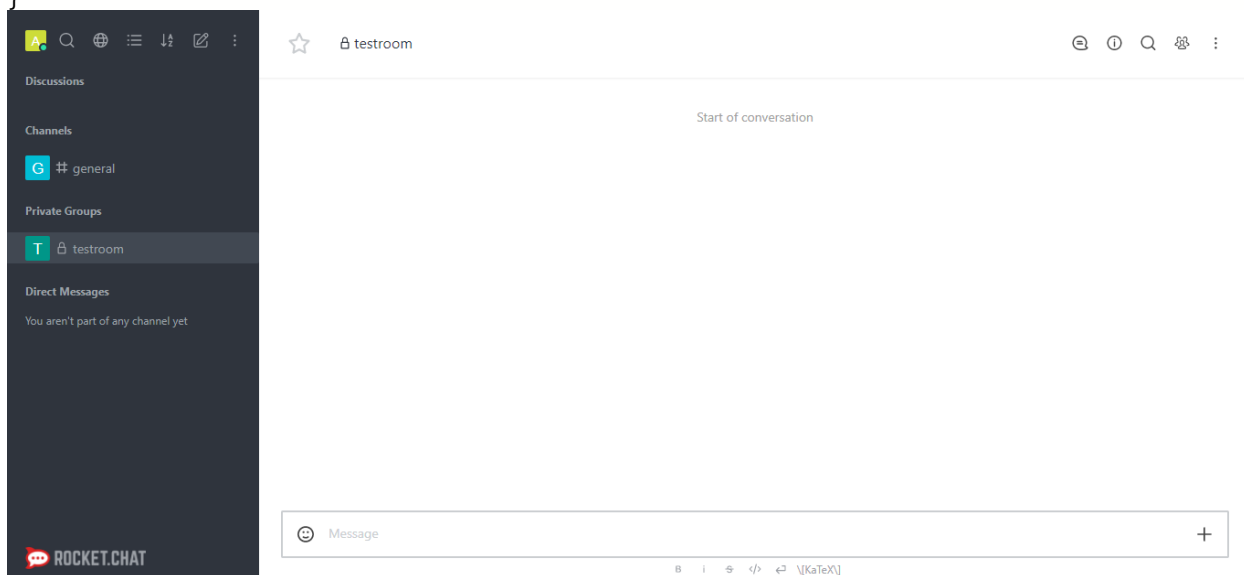 }
A
testroom
Discussions
Start of conversation
Channels
G # general
Private Groups
T testroom
Direct Messages
You aren't part of any channel yet
Message
ROCKET.CHAT
B i S </> \[KaTeX\]